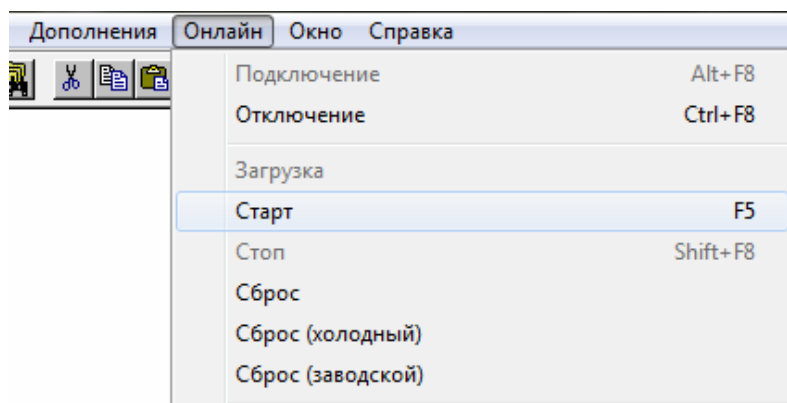 Дополнения Онлайн Окно Справка
Подключение Alt+F8
Отключение Ctrl+F8
Загрузка
Старт F5
Стоп Shift+F8
Сброс
Сброс (холодный)
Сброс (заводской)